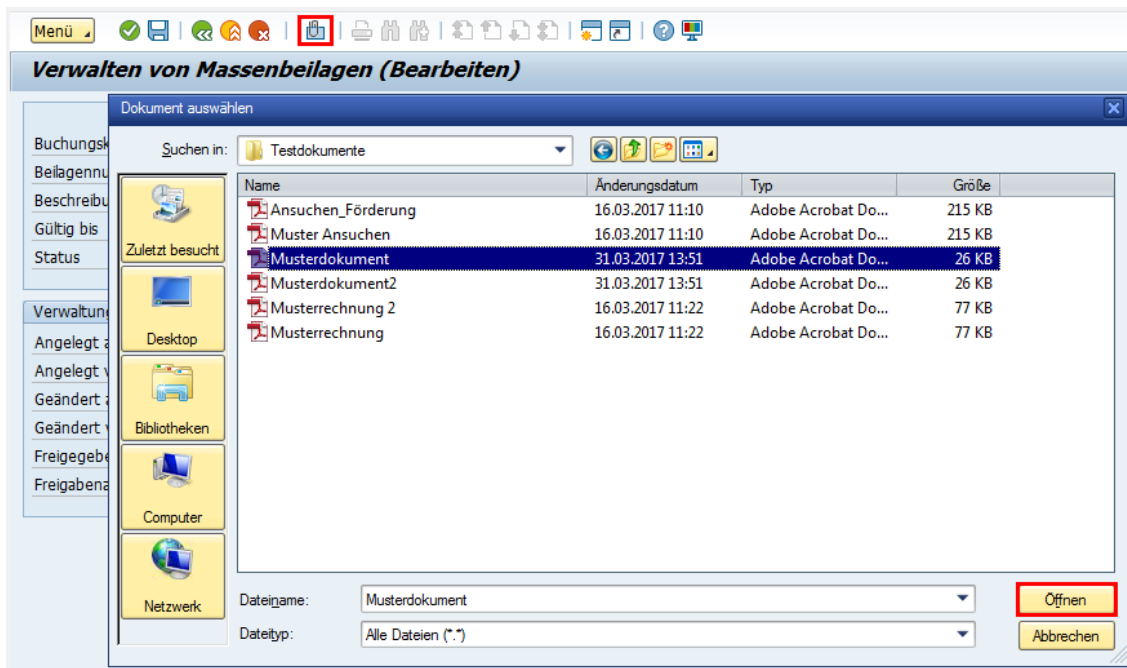 Menü
Verwalten von Massenbeilagen (Bearbeiten)
Dokument auswählen
Buchungsk
Beilagennu
Beschreibu
Gültig bis
Status
Verwaltun
Angelegt a
Angelegt v
Geändert a
Geändert v
Freigegebe
Freigabena
Suchen in: Testdokumente
Zuletzt besucht
Desktop
Bibliotheken
Computer
Netzwerk
Name Änderungsdatum Typ Größe
Ansuchen_Förderung 16.03.2017 11:10 Adobe Acrobat Do... 215 KB
Muster Ansuchen 16.03.2017 11:10 Adobe Acrobat Do... 215 KB
Musterdokument 31.03.2017 13:51 Adobe Acrobat Do... 26 KB
Musterdokument2 31.03.2017 13:51 Adobe Acrobat Do... 26 KB
Musterrechnung 2 16.03.2017 11:22 Adobe Acrobat Do... 77 KB
Musterrechnung 16.03.2017 11:22 Adobe Acrobat Do... 77 KB
Dateiname: Musterdokument Öffnen
Dateityp: Alle Dateien (*.*) Abbrechen